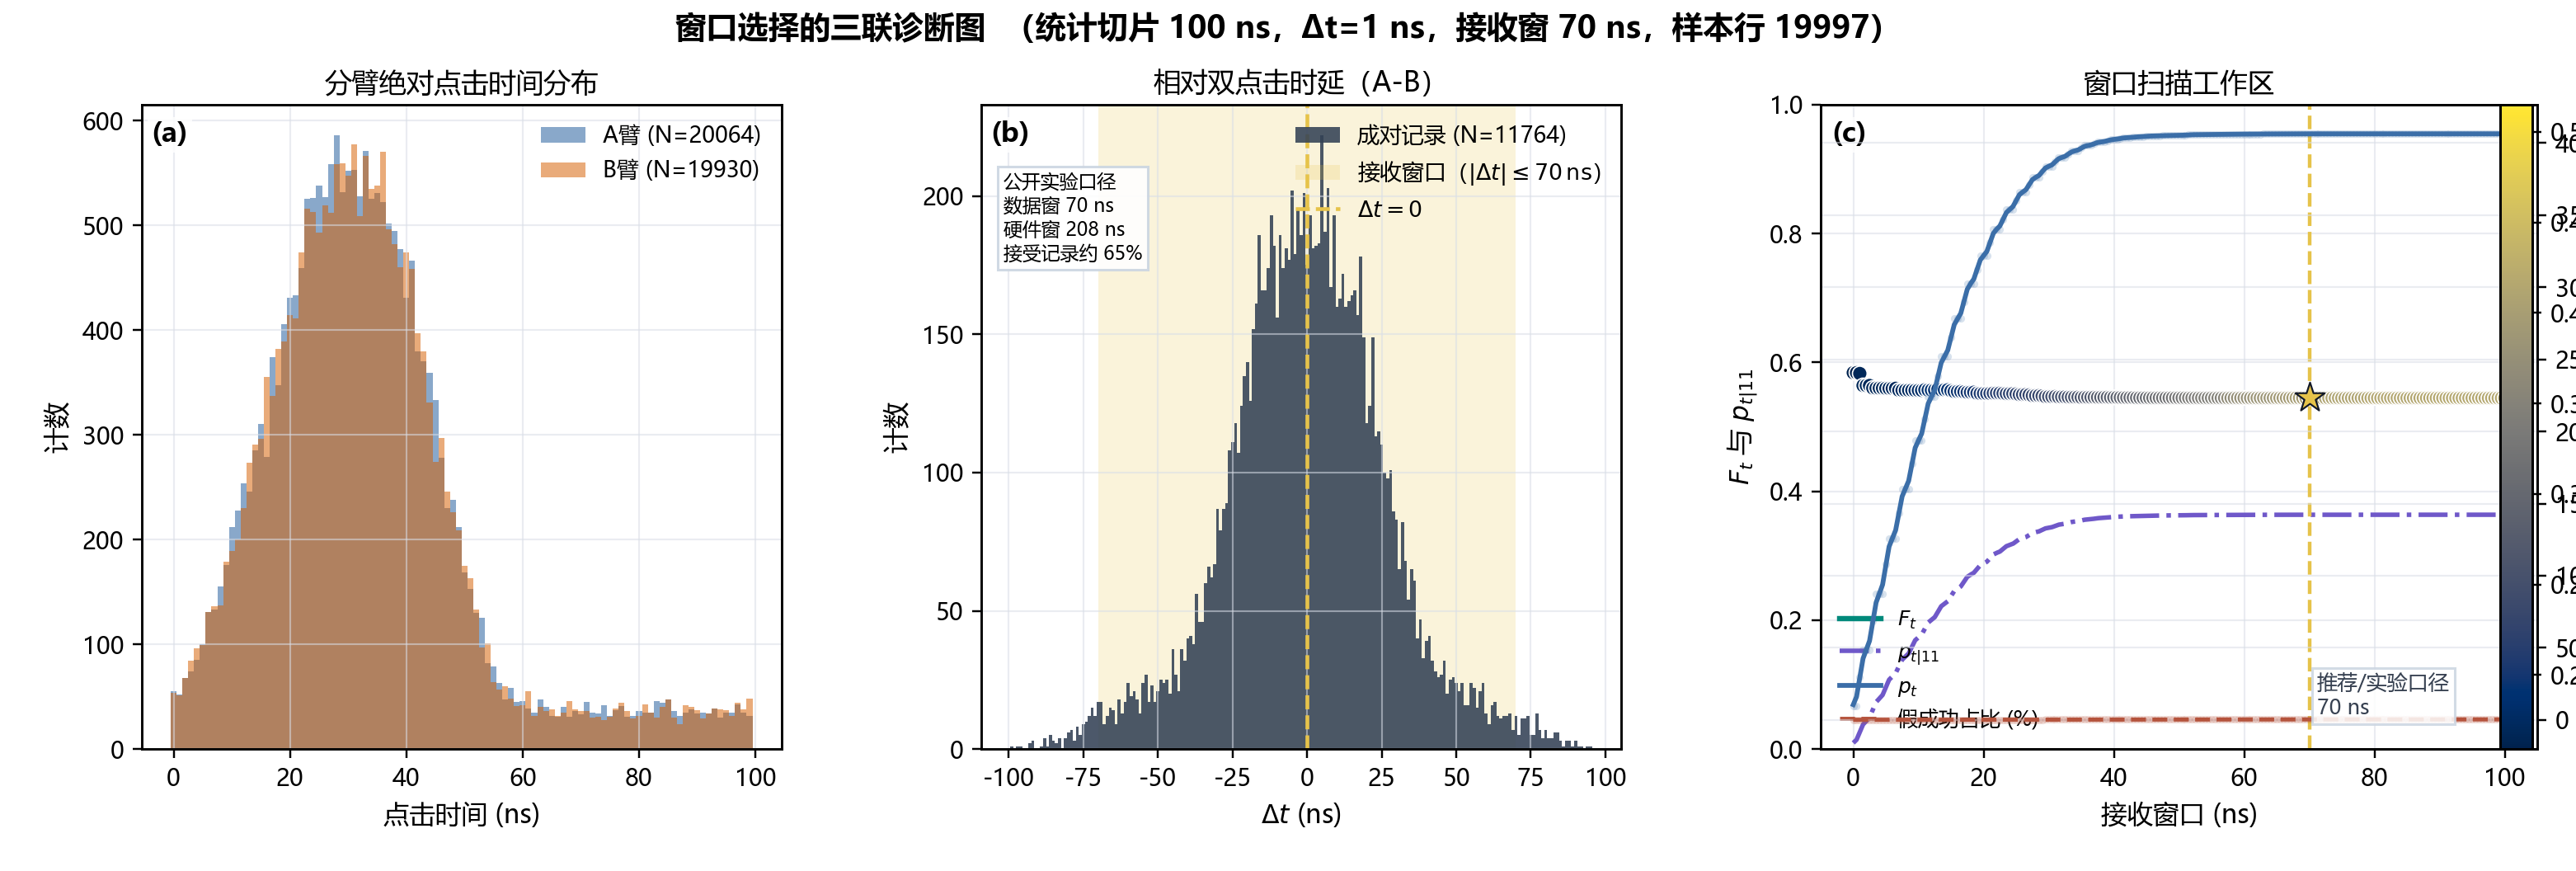 窗口选择的三联诊断图 （统计切片 100 ns，Δt=1 ns，接收窗 70 ns，样本行 19997）
分臂绝对点击时间分布
(a)
A臂 (N=20064)
B臂 (N=19930)
600
500
400
300
200
100
0
计数
0 20 40 60 80 100
点击时间 (ns)
相对双点击时延（A-B）
(b)
成对记录 (N=11764)
接收窗口（|Δt| ≤ 70 ns）
Δt = 0
公开实验口径
数据窗 70 ns
硬件窗 208 ns
接受记录约 65%
200
150
100
50
0
计数
-100 -75 -50 -25 0 25 50 75 100
Δt (ns)
窗口扫描工作区
(c)
1.0
0.8
0.6
0.4
0.2
0.0
F_t 与 p_{t|11}
F_t
p_{t|11}
p_t
假成功占比 (%)
推荐/实验口径
70 ns
0 20 40 60 80 100
接收窗口 (ns)
0